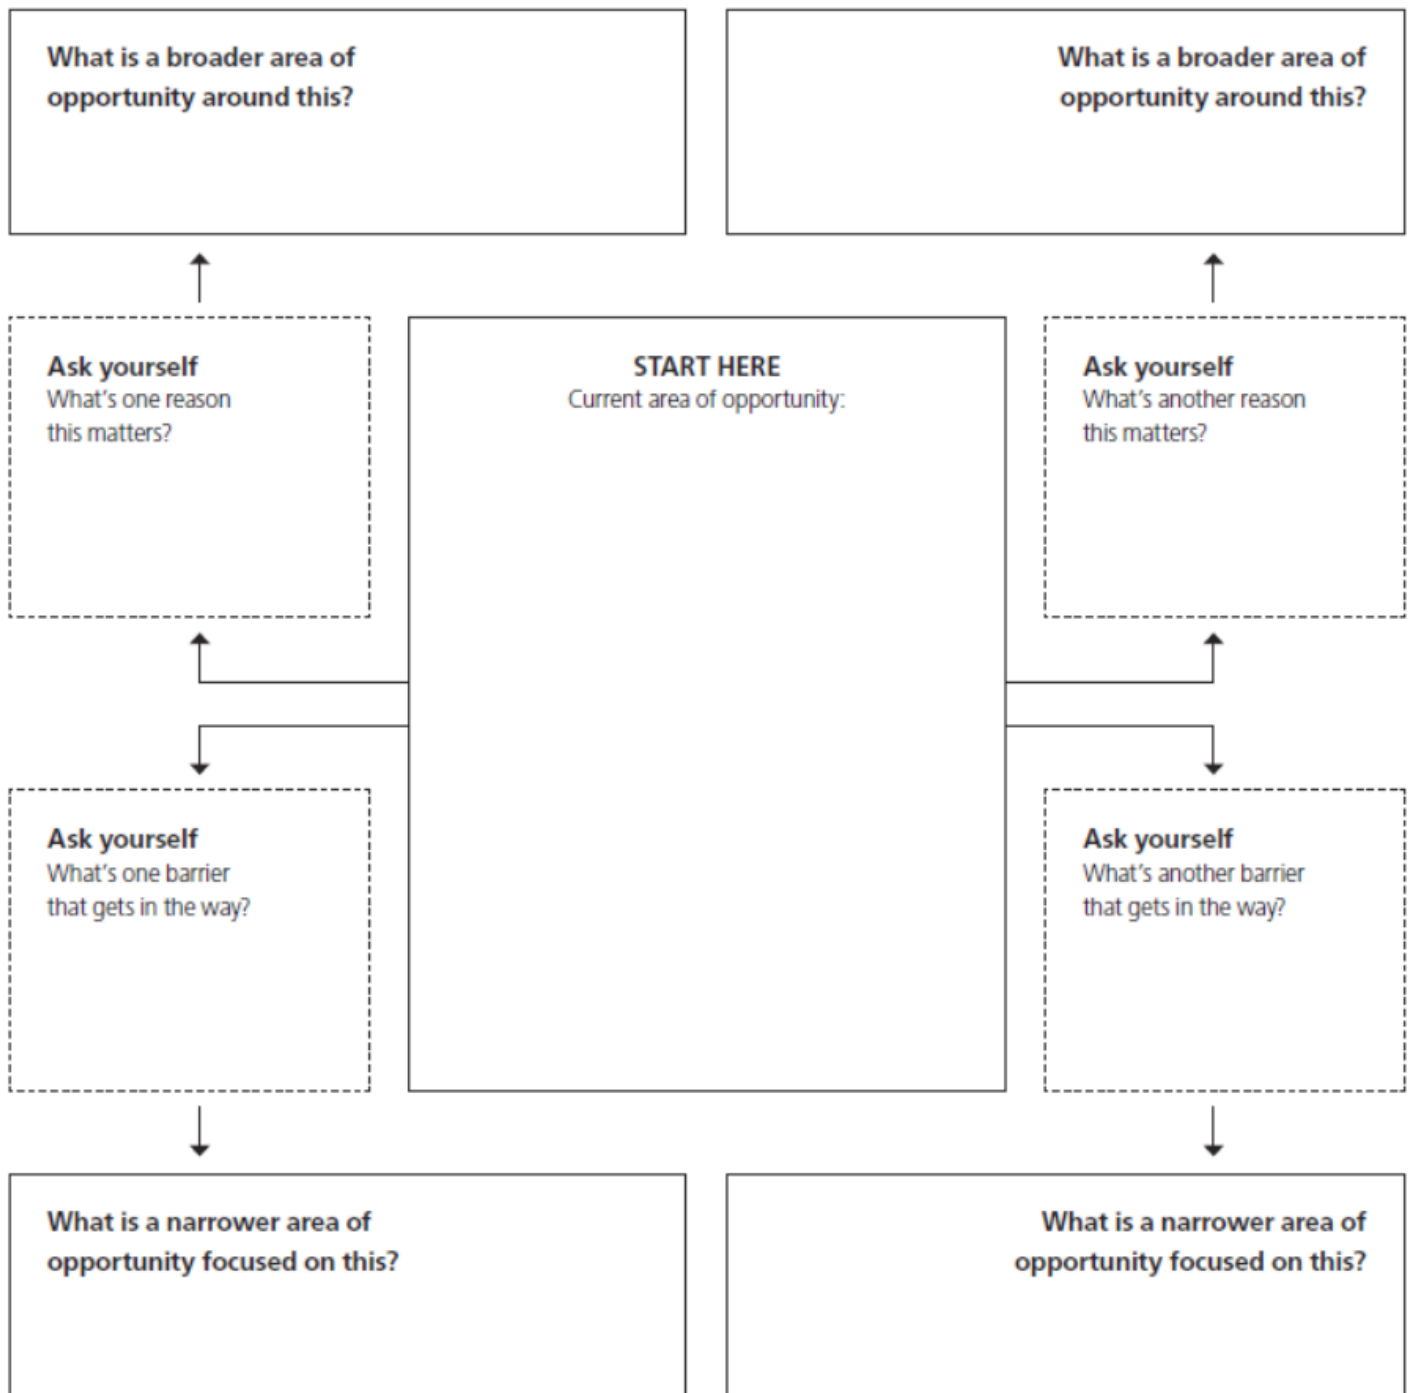 What is a broader area of
opportunity around this?
What is a broader area of
opportunity around this?
Ask yourself
What's one reason
this matters?
START HERE
Current area of opportunity:
Ask yourself
What's another reason
this matters?
Ask yourself
What's one barrier
that gets in the way?
Ask yourself
What's another barrier
that gets in the way?
What is a narrower area of
opportunity focused on this?
What is a narrower area of
opportunity focused on this?